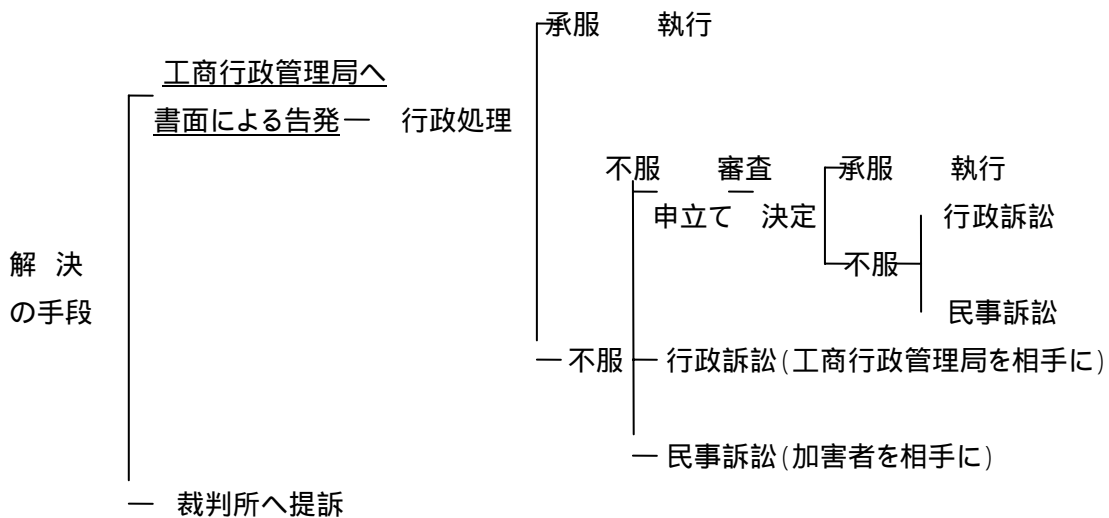 承服 執行
工商行政管理局へ
書面による告発 行政処理
不服 審査 承服 執行
申立て 決定 行政訴訟
解 決 不服
の手段 民事訴訟
不服 行政訴訟(工商行政管理局を相手に)
民事訴訟(加害者を相手に)
裁判所へ提訴